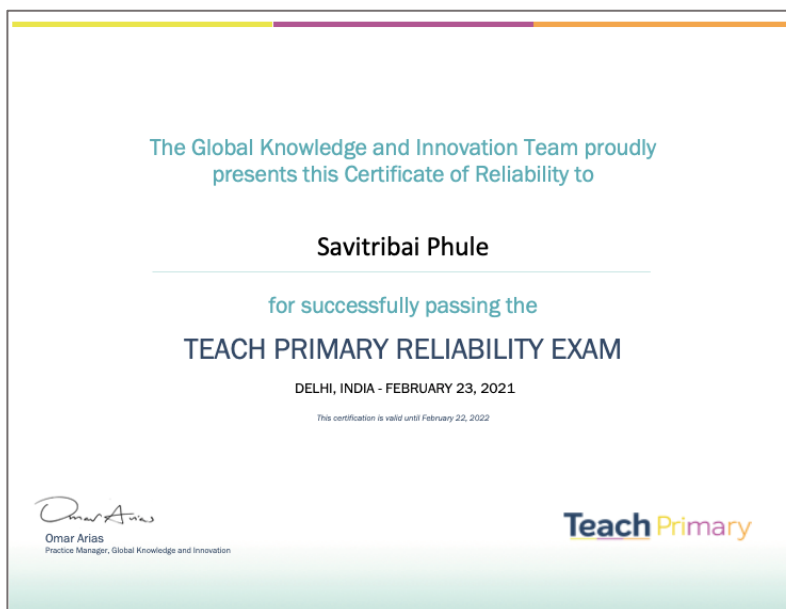 The Global Knowledge and Innovation Team proudly
presents this Certificate of Reliability to
Savitribai Phule
for successfully passing the
TEACH PRIMARY RELIABILITY EXAM
DELHI, INDIA - FEBRUARY 23, 2021
This certification is valid until February 22, 2022
Omar Arias
Omar Arias
Practice Manager, Global Knowledge and Innovation
Teach Primary